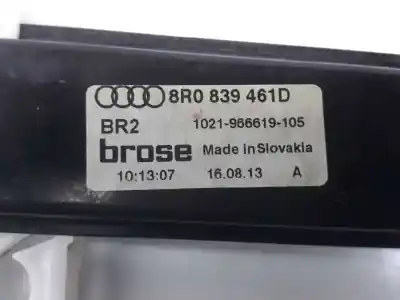 8R0 839 461D
BR2 1021-966619-105
brose Made in Slovakia
10:13:07 16.08.13 A